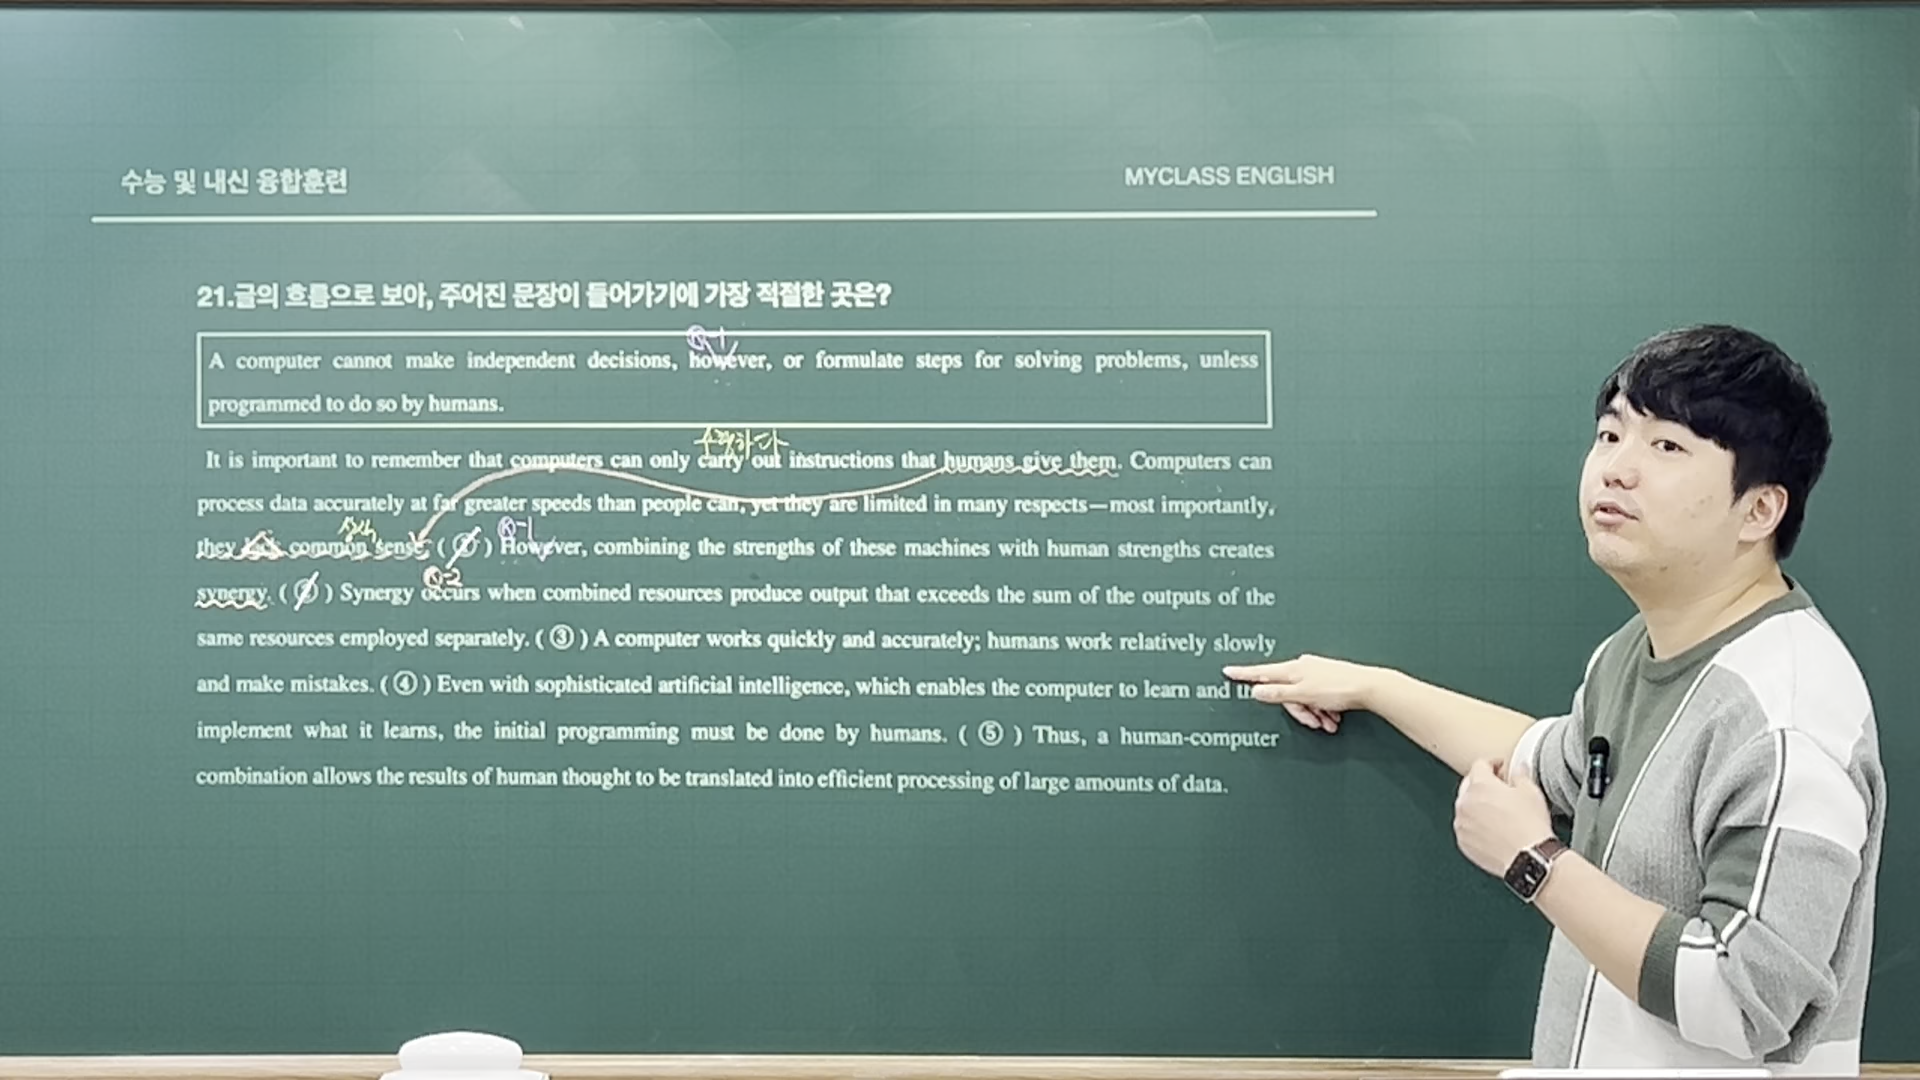 수능 및 내신 융합훈련
MYCLASS ENGLISH
21.글의 흐름으로 보아, 주어진 문장이 들어가기에 가장 적절한 곳은?
A computer cannot make independent decisions, however, or formulate steps for solving problems, unless
programmed to do so by humans.
수행하다
It is important to remember that computers can only carry out instructions that humans give them. Computers can
process data accurately at far greater speeds than people can, yet they are limited in many respects—most importantly,
상식
they lack common sense. ( ① ) However, combining the strengths of these machines with human strengths creates
synergy. ( ② ) Synergy occurs when combined resources produce output that exceeds the sum of the outputs of the
same resources employed separately. ( ③ ) A computer works quickly and accurately; humans work relatively slowly
and make mistakes. ( ④ ) Even with sophisticated artificial intelligence, which enables the computer to learn and
implement what it learns, the initial programming must be done by humans. ( ⑤ ) Thus, a human-computer
combination allows the results of human thought to be translated into efficient processing of large amounts of data.